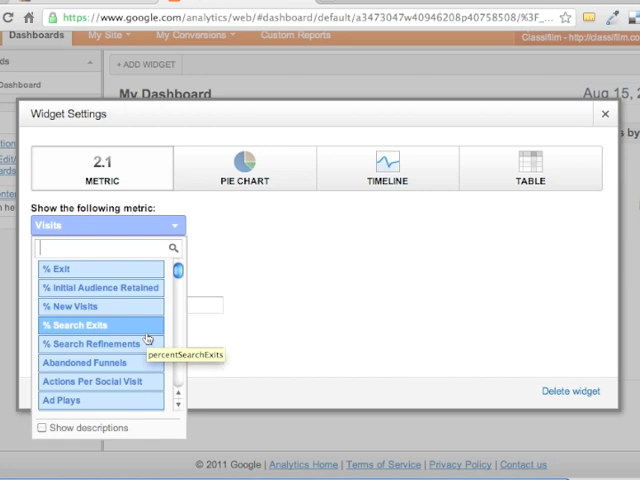 https://www.google.com/analytics/web/#dashboard/default/a3473047w40946208p40758508/%3F_
Dashboards My Site My Conversions Custom Reports Classifilm - http://classifilm.co
ds
Dashboard
+ ADD WIDGET
My Dashboard Aug 15,
Widget Settings
2.1
METRIC PIE CHART TIMELINE TABLE
Show the following metric:
Visits
% Exit
% Initial Audience Retained
% New Visits
% Search Exits
% Search Refinements
percentSearchExits
Abandoned Funnels
Actions Per Social Visit
Ad Plays
Delete widget
Show descriptions
© 2011 Google | Analytics Home | Terms of Service | Privacy Policy | Contact us